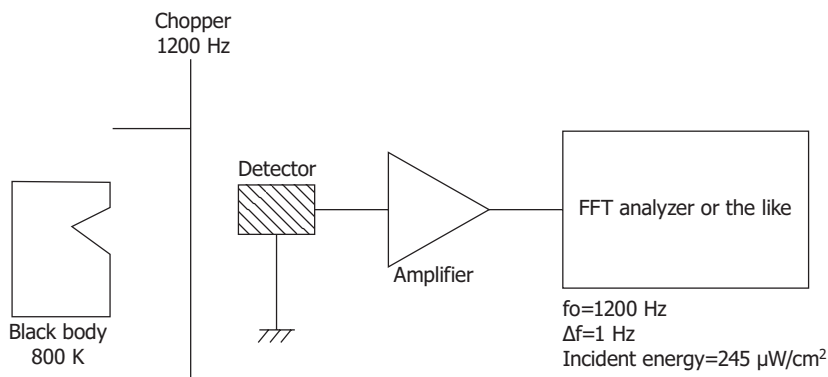 Chopper
1200 Hz
Detector
FFT analyzer or the like
Amplifier
Black body
800 K
fo=1200 Hz
Δf=1 Hz
Incident energy=245 µW/cm²